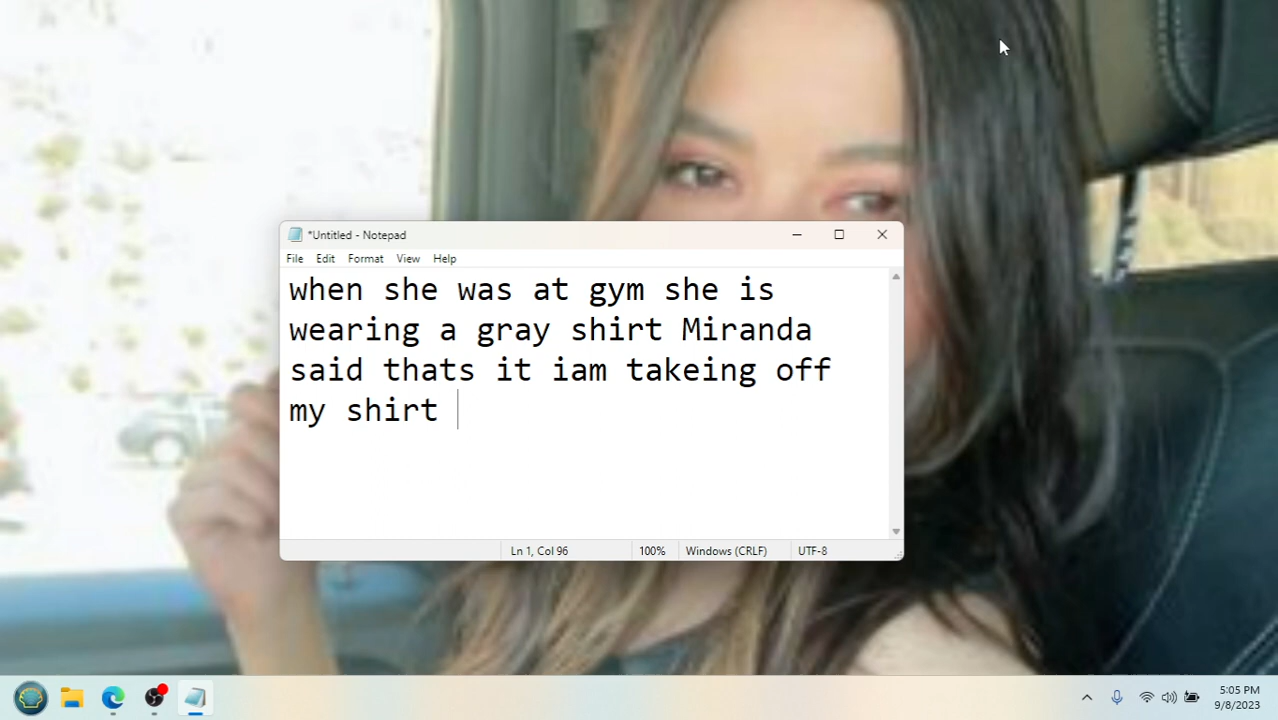 *Untitled - Notepad
File Edit Format View Help
when she was at gym she is
wearing a gray shirt Miranda
said thats it iam takeing off
my shirt
Ln 1, Col 96 100% Windows (CRLF) UTF-8
5:05 PM
9/8/2023